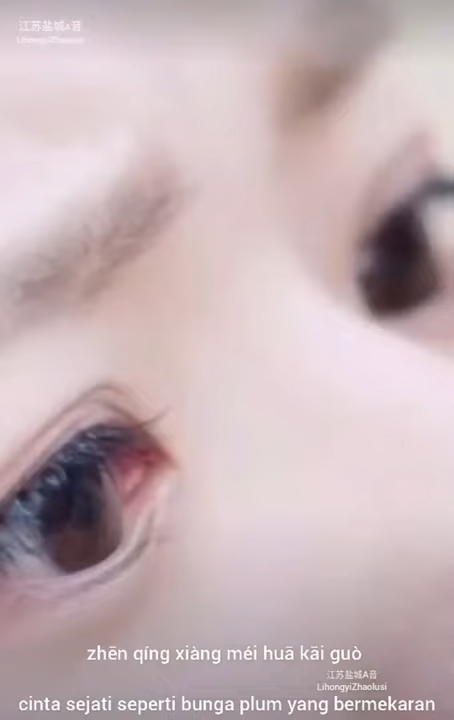 江苏盐城A音
LihongyiZhaolusi
zhēn qíng xiàng méi huā kāi guò
江苏盐城A音
LihongyiZhaolusi
cinta sejati seperti bunga plum yang bermekaran